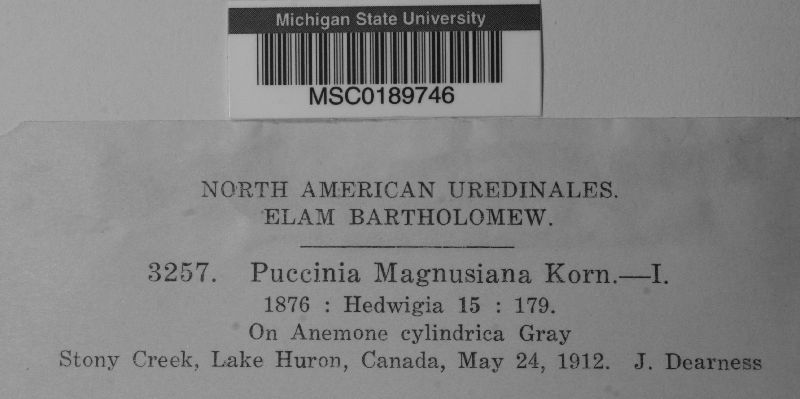 Michigan State University
MSC0189746
NORTH AMERICAN UREDINALES.
ELAM BARTHOLOMEW.
3257. Puccinia Magnusiana Korn.—I.
1876 : Hedwigia 15 : 179.
On Anemone cylindrica Gray
Stony Creek, Lake Huron, Canada, May 24, 1912. J. Dearness